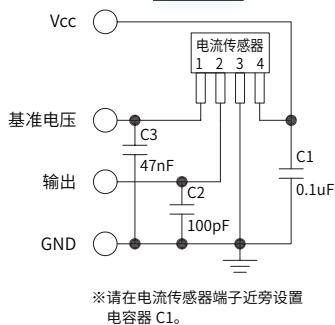 Vcc
电流传感器
1 2 3 4
基准电压
C3
47nF
C1
0.1uF
输出
C2
100pF
GND
※请在电流传感器端子近旁设置
电容器 C1。